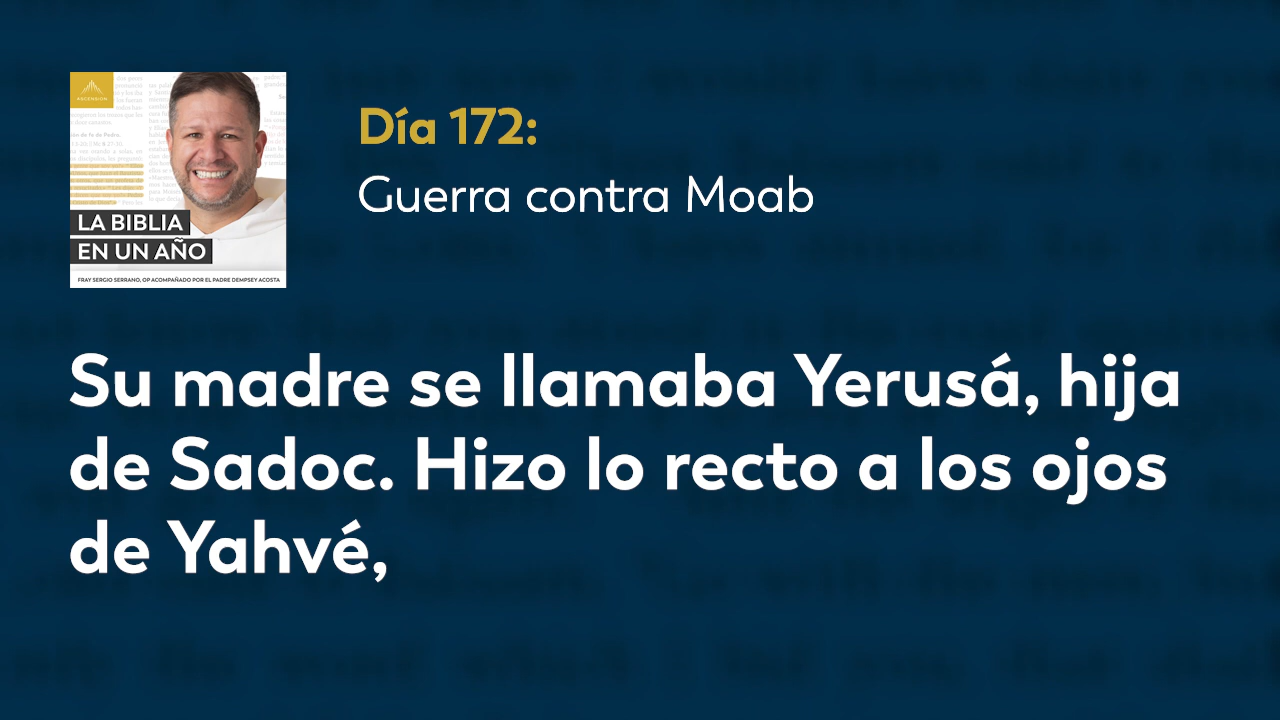 ASCENSION
LA BIBLIA
EN UN AÑO
FRAY SERGIO SERRANO, OP ACOMPAÑADO POR EL PADRE DEMPSEY ACOSTA
Día 172:
Guerra contra Moab
Su madre se llamaba Yerusá, hija
de Sadoc. Hizo lo recto a los ojos
de Yahvé,